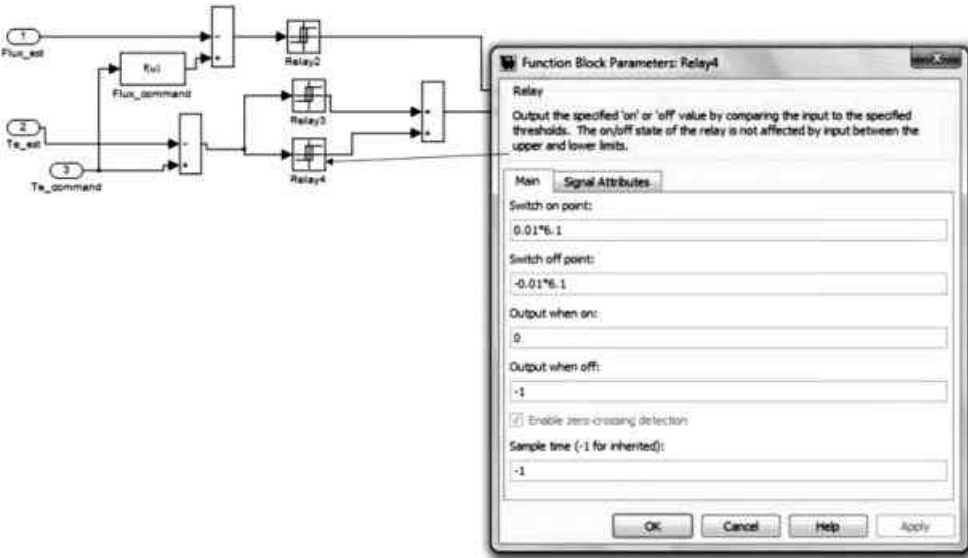 1
Flux_est
f(u)
Flux_command
2
Te_est
3
Te_command
-
+
Relay2
-
+
Relay3
Relay4
+
+
Function Block Parameters: Relay4
Relay
Output the specified 'on' or 'off' value by comparing the input to the specified
thresholds. The on/off state of the relay is not affected by input between the
upper and lower limits.
Main
Signal Attributes
Switch on point:
0.01*6.1
Switch off point:
-0.01*6.1
Output when on:
0
Output when off:
-1
Enable zero-crossing detection
Sample time (-1 for inherited):
-1
OK
Cancel
Help
Apply